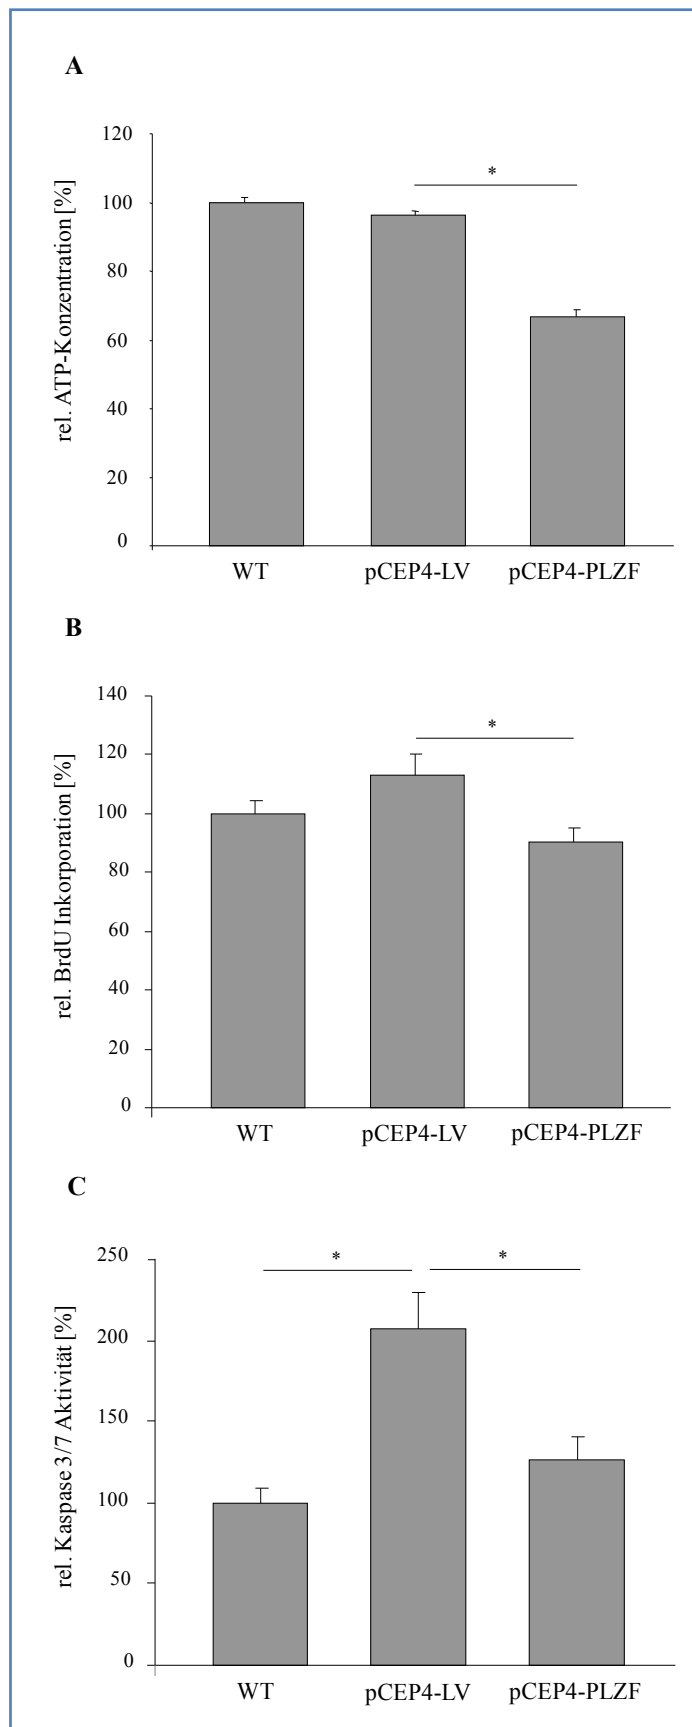 A
rel. ATP-Konzentration [%]
120
100
80
60
40
20
0
*
WT pCEP4-LV pCEP4-PLZF
B
rel. BrdU Inkorporation [%]
140
120
100
80
60
40
20
0
*
WT pCEP4-LV pCEP4-PLZF
C
rel. Kaspase 3/7 Aktivität [%]
250
200
150
100
50
0
* *
WT pCEP4-LV pCEP4-PLZF